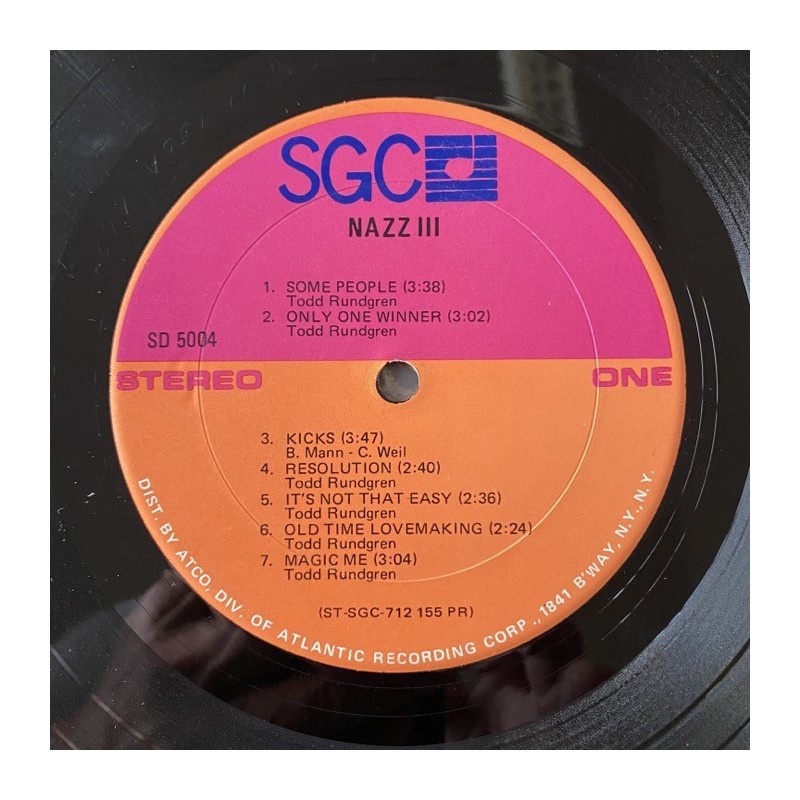 SGC
NAZZ III
1. SOME PEOPLE (3:38)
Todd Rundgren
2. ONLY ONE WINNER (3:02)
Todd Rundgren
SD 5004
STEREO ONE
3. KICKS (3:47)
B. Mann - C. Weil
4. RESOLUTION (2:40)
Todd Rundgren
5. IT'S NOT THAT EASY (2:36)
Todd Rundgren
6. OLD TIME LOVEMAKING (2:24)
Todd Rundgren
7. MAGIC ME (3:04)
Todd Rundgren
(ST-SGC-712 155 PR)
DIST. BY ATCO, DIV. OF ATLANTIC RECORDING CORP., 1841 B'WAY, N.Y., N.Y.